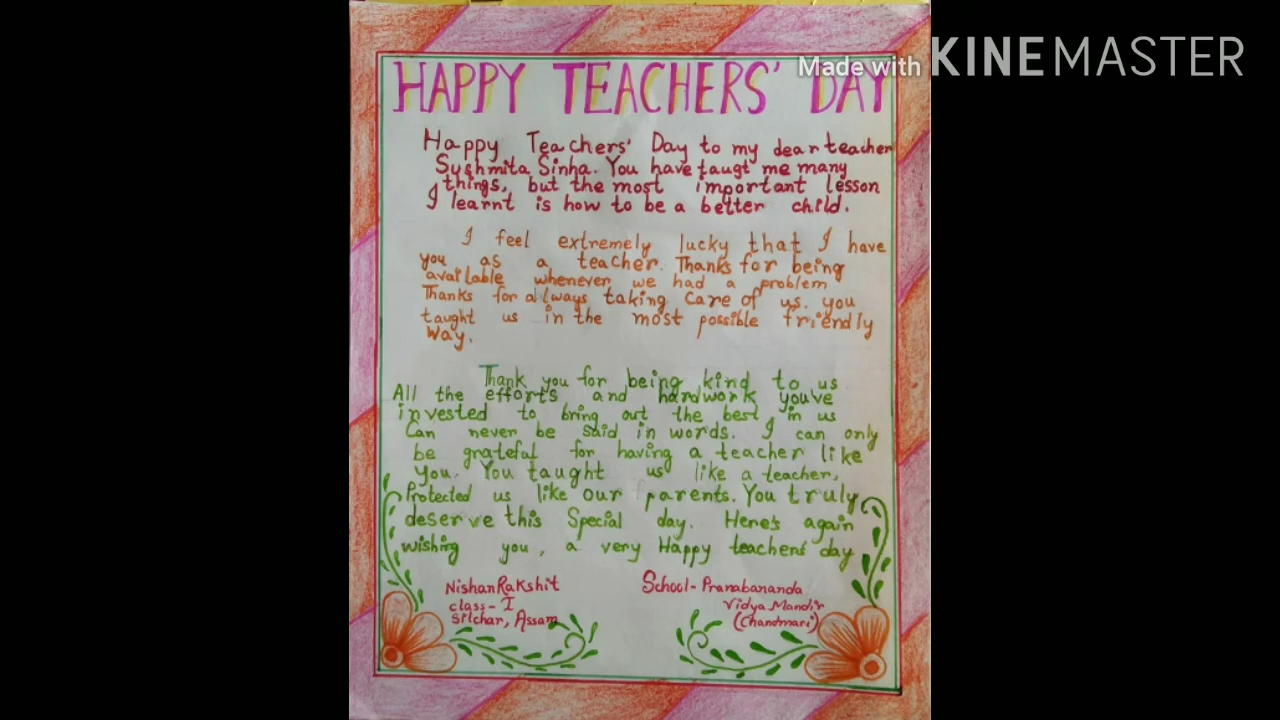 Made with KINEMASTER
HAPPY TEACHERS' DAY
Happy Teachers' Day to my dear teacher
Sushmita Sinha. You have taugt me many
things, but the most important lesson
I learnt is how to be a better child.
I feel extremely lucky that I have
you as a teacher. Thanks for being
available whenever we had a problem
Thanks for always taking care of us. you
taught us in the most possible friendly
way.
Thank you for being kind to us
All the efforts and hardwork you've
invested to bring out the best in us
Can never be said in words. I can only
be grateful for having a teacher like
you. You taught us like a teacher,
Protected us like our parents. You truly
deserve this Special day. Here's again
wishing you, a very Happy teachers' day
Nishan Rakshit
class- I
Silchar, Assam
School- Pranabananda
Vidya Mandir
(Chandmari)